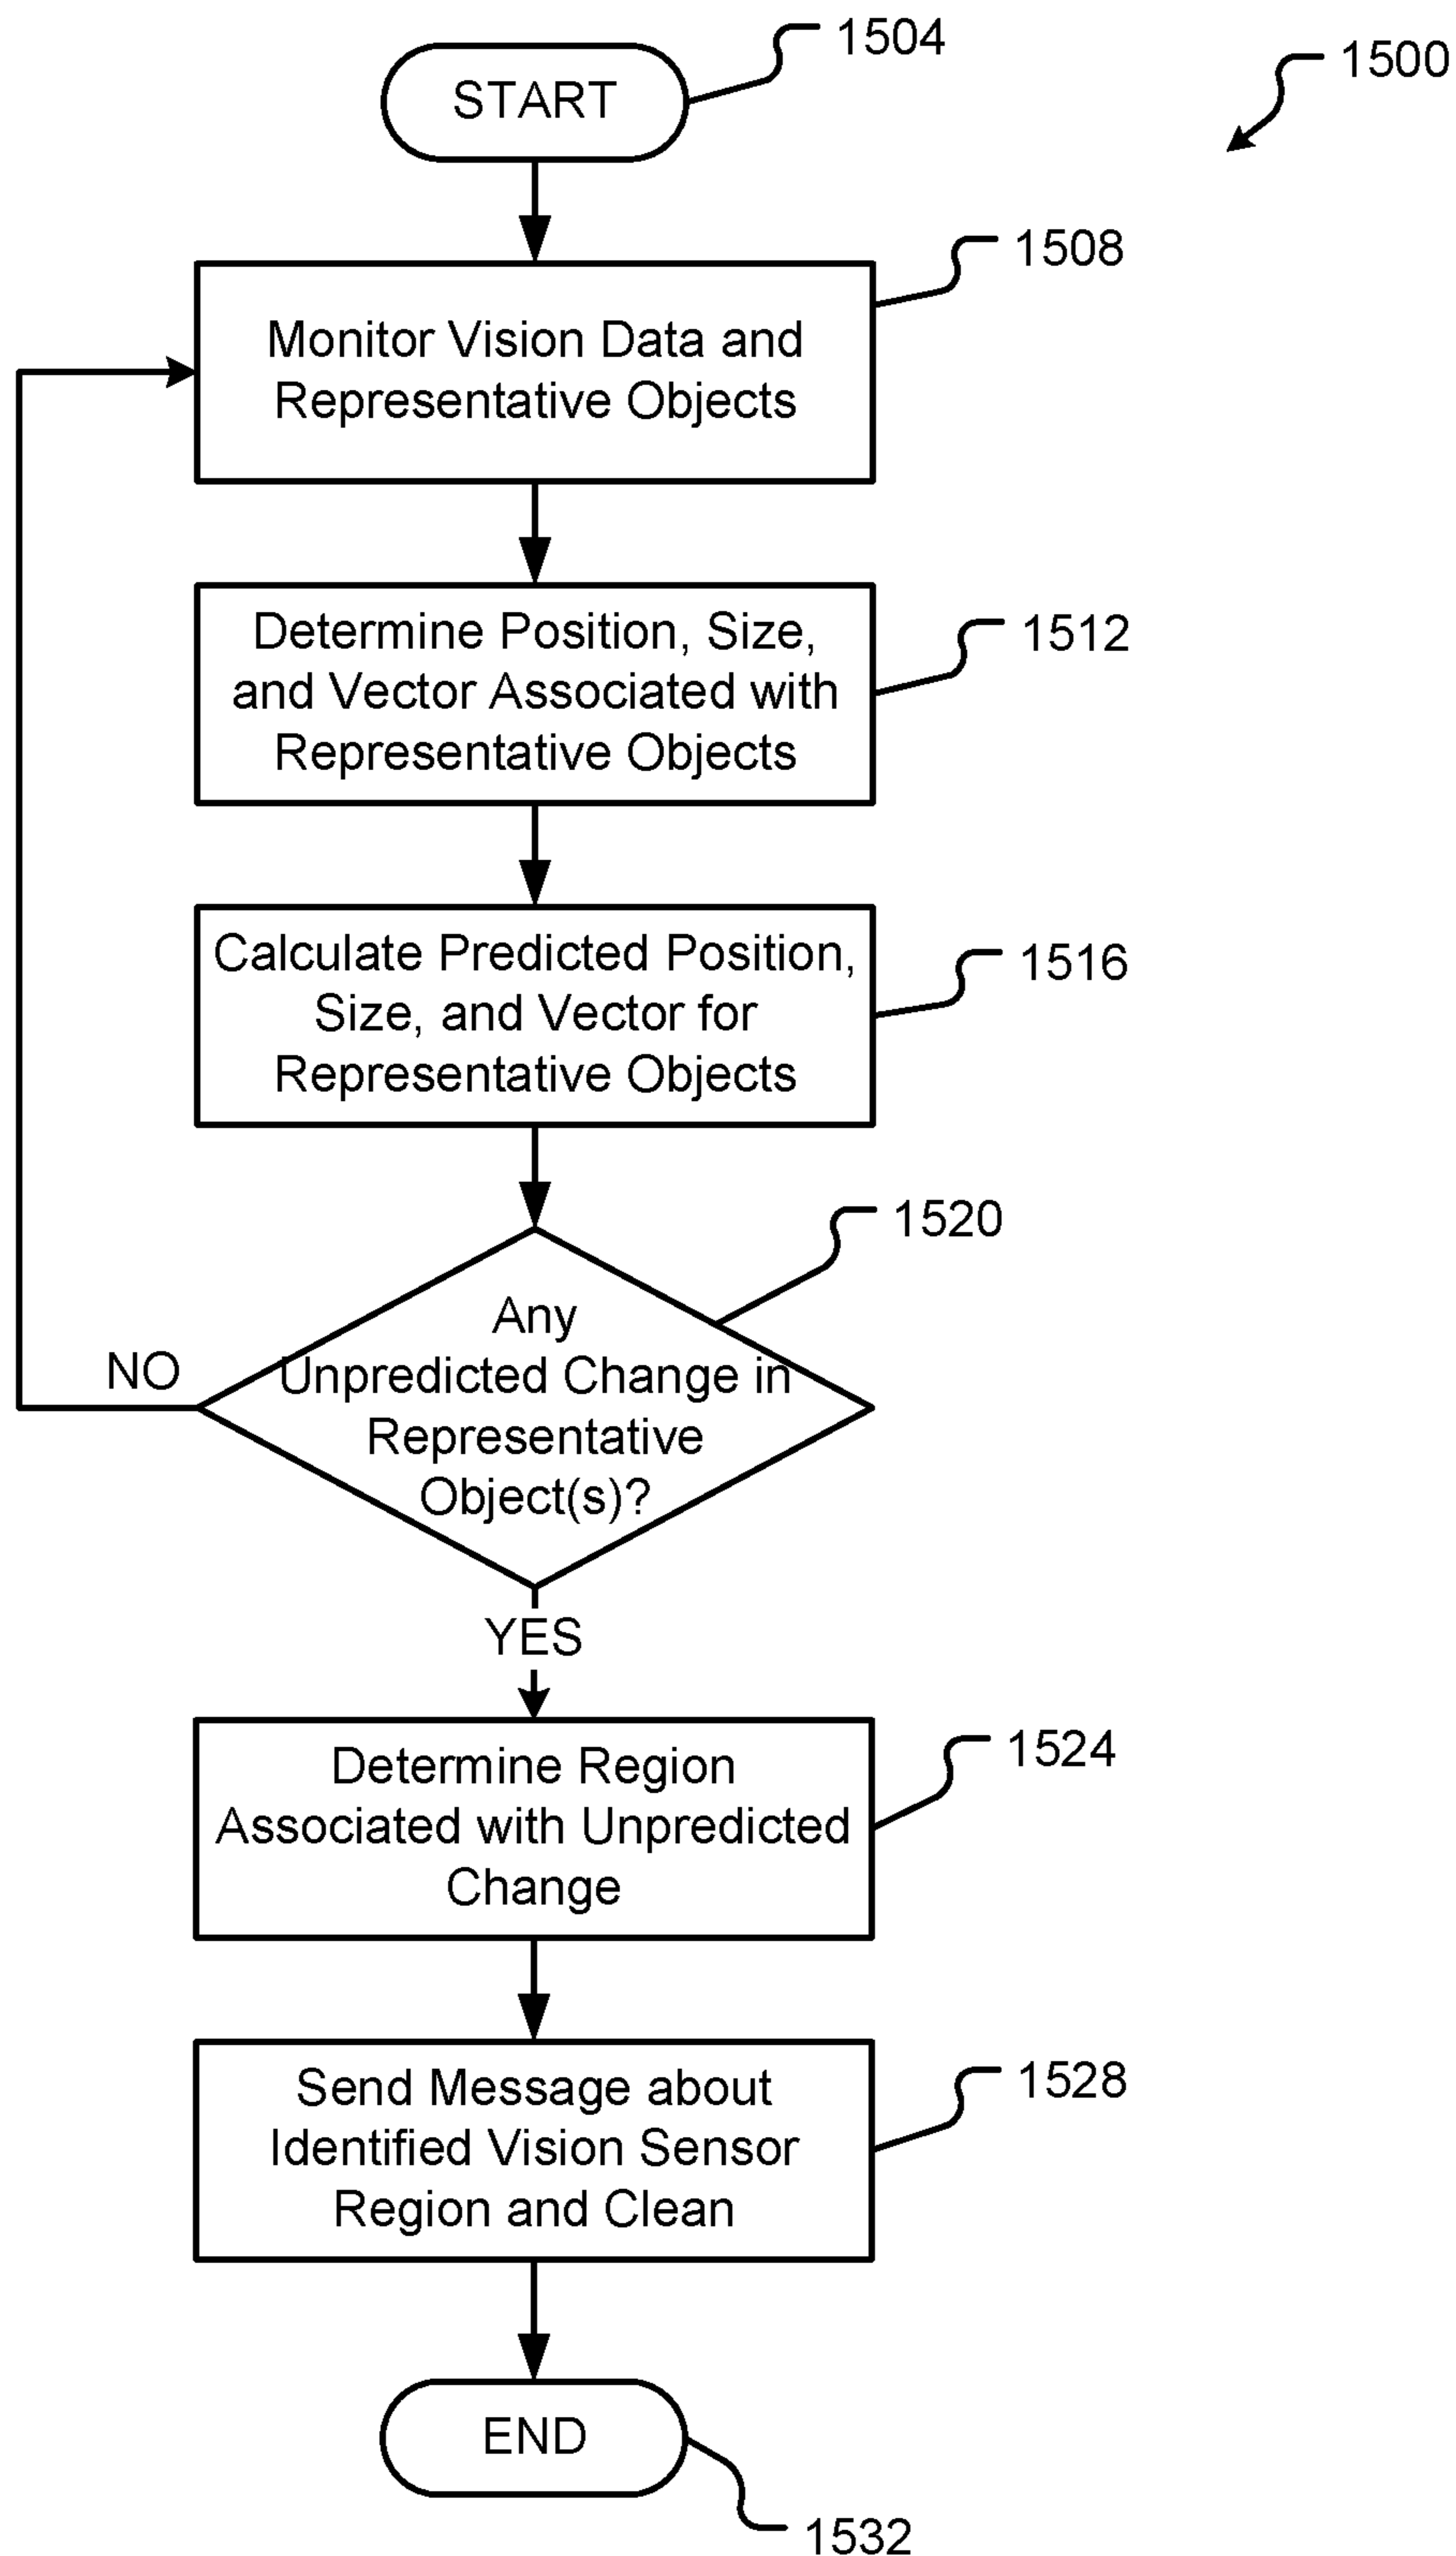 1504
1500
START
1508
Monitor Vision Data and
Representative Objects
1512
Determine Position, Size,
and Vector Associated with
Representative Objects
1516
Calculate Predicted Position,
Size, and Vector for
Representative Objects
1520
Any
Unpredicted Change in
Representative
Object(s)?
NO
YES
1524
Determine Region
Associated with Unpredicted
Change
1528
Send Message about
Identified Vision Sensor
Region and Clean
END
1532